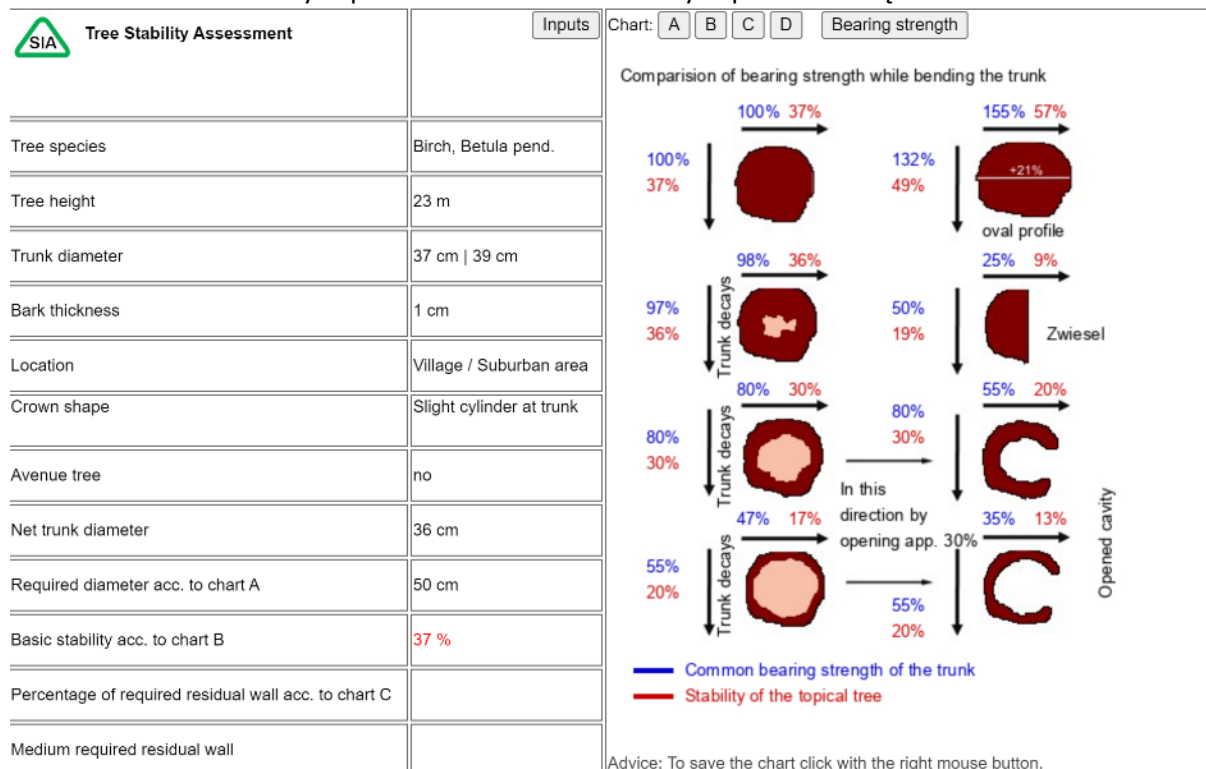 SIA
Tree Stability Assessment
Inputs
Chart: A B C D Bearing strength
Tree species
Birch, Betula pend.
Tree height
23 m
Trunk diameter
37 cm | 39 cm
Bark thickness
1 cm
Location
Village / Suburban area
Crown shape
Slight cylinder at trunk
Avenue tree
no
Net trunk diameter
36 cm
Required diameter acc. to chart A
50 cm
Basic stability acc. to chart B
37 %
Percentage of required residual wall acc. to chart C
Medium required residual wall
Comparision of bearing strength while bending the trunk
100% 37%
100%
37%
155% 57%
132%
49%
+21%
oval profile
98% 36%
97%
36%
Trunk decays
25% 9%
50%
19%
Zwiesel
80% 30%
80%
30%
Trunk decays
55% 20%
80%
30%
In this
direction by
opening app. 30%
47% 17%
55%
20%
Trunk decays
35% 13%
55%
20%
Opened cavity
Common bearing strength of the trunk
Stability of the topical tree
Advice: To save the chart click with the right mouse button.